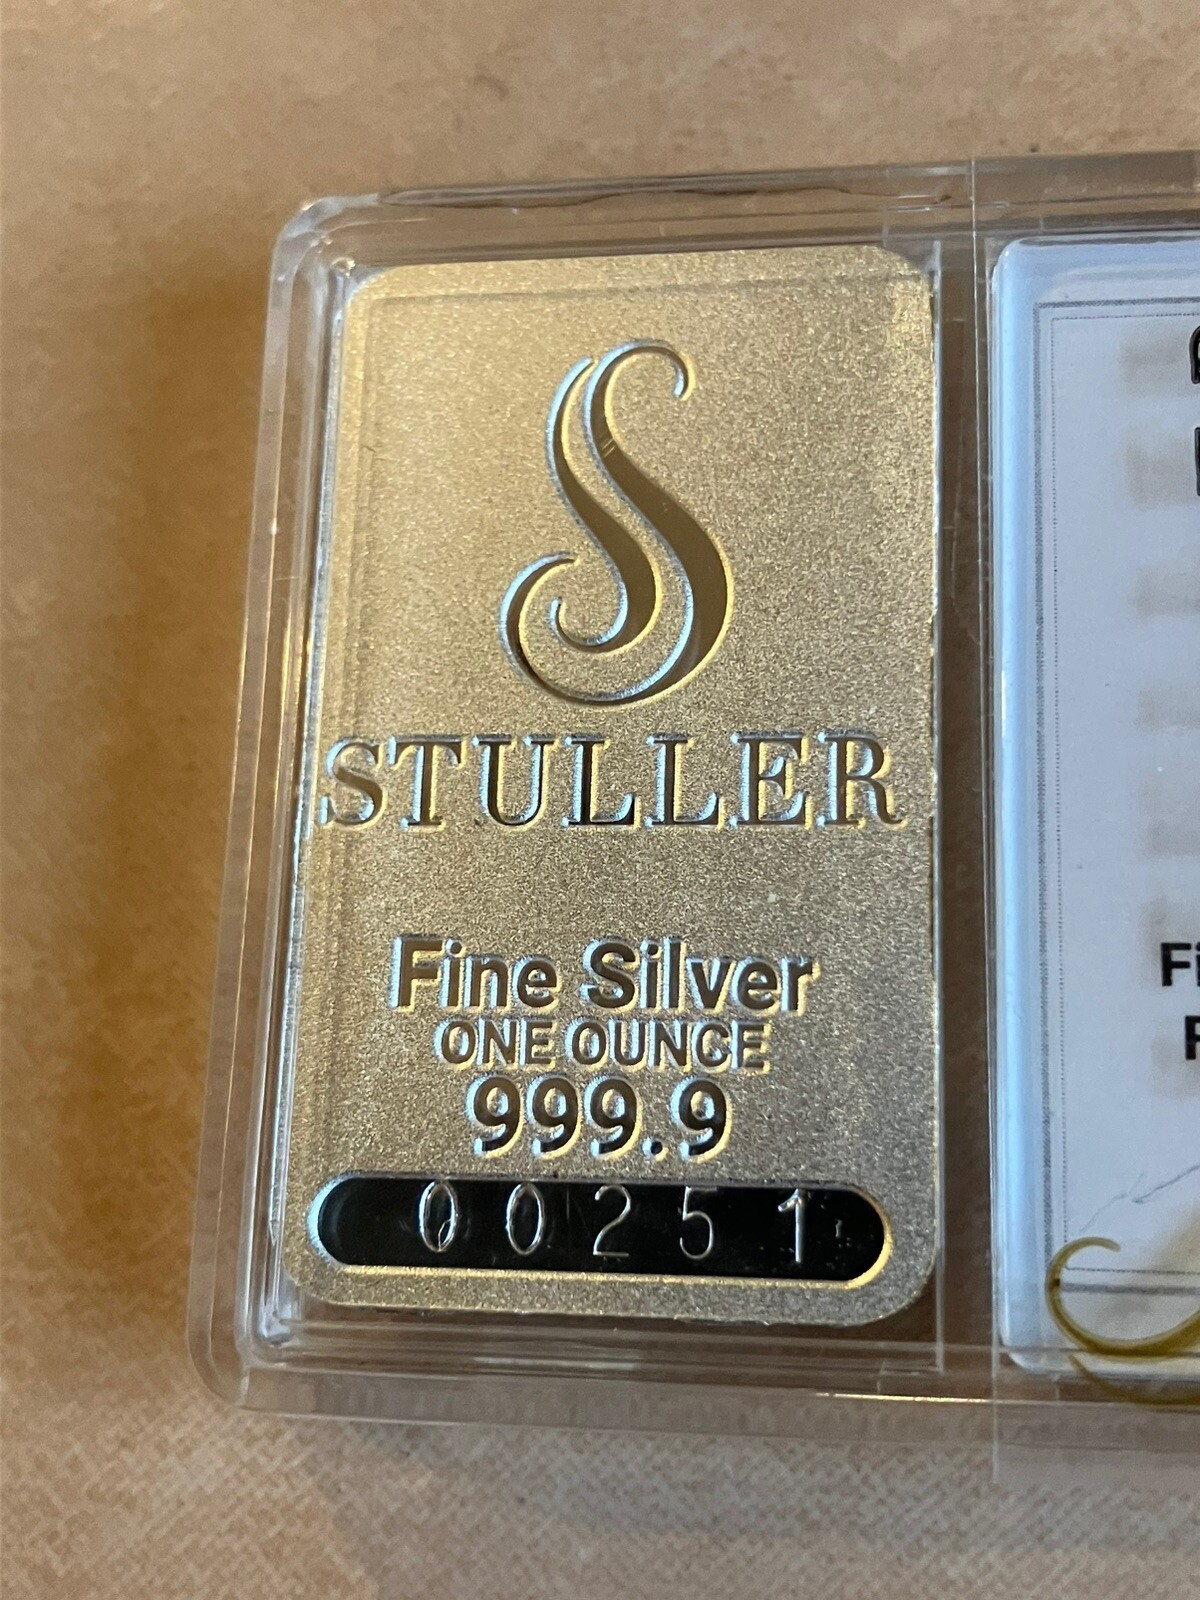 STULLER
Fine Silver
ONE OUNCE
999.9
00251